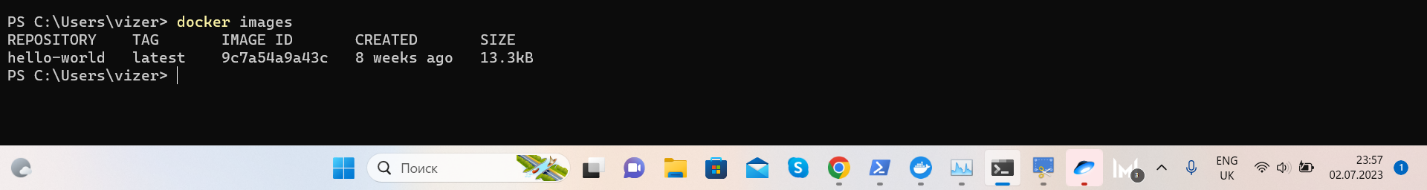 PS C:\Users\vizer> docker images
REPOSITORY TAG IMAGE ID CREATED SIZE
hello-world latest 9c7a54a9a43c 8 weeks ago 13.3kB
PS C:\Users\vizer>
Поиск
ENG
UK
23:57
02.07.2023
1